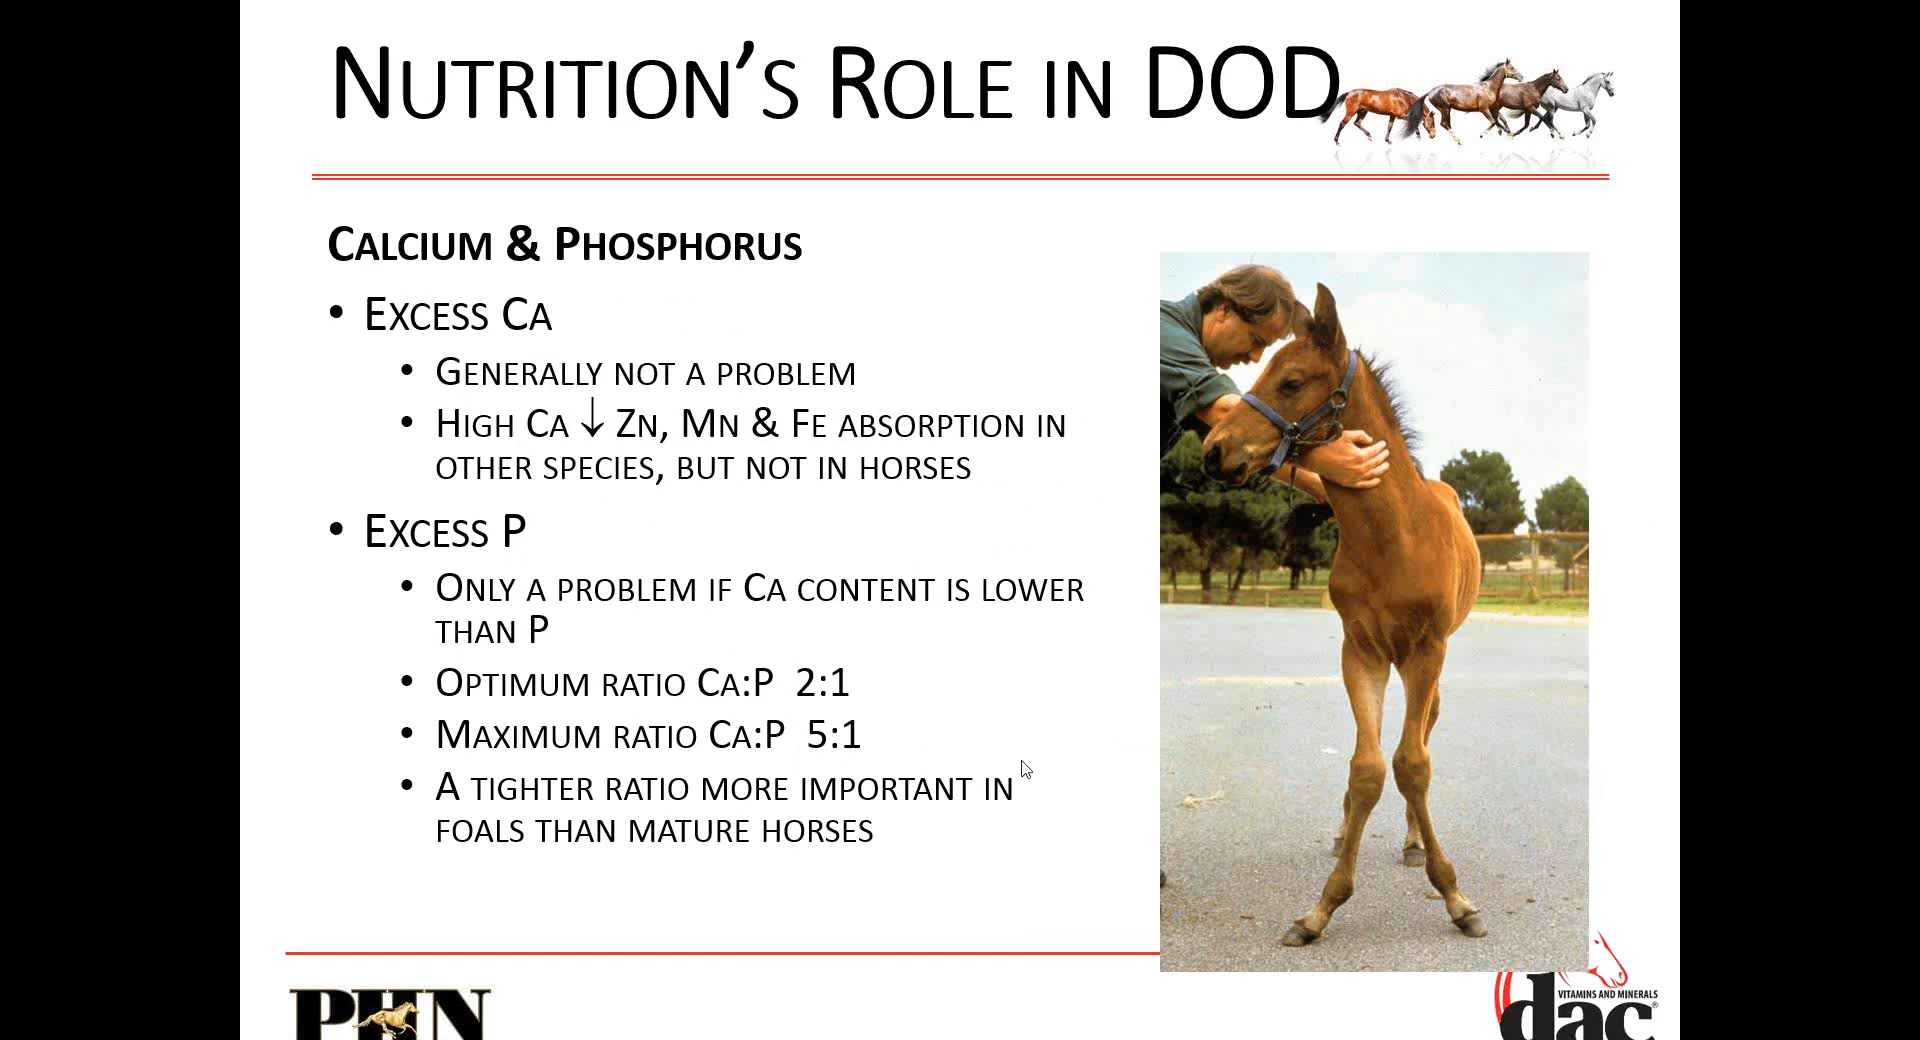 Nutrition's Role in DOD
Calcium & Phosphorus
• Excess Ca
• Generally not a problem
• High Ca ↓ Zn, Mn & Fe absorption in
other species, but not in horses
• Excess P
• Only a problem if Ca content is lower
than P
• Optimum ratio Ca:P 2:1
• Maximum ratio Ca:P 5:1
• A tighter ratio more important in
foals than mature horses
PHN
VITAMINS AND MINERALS
dac®